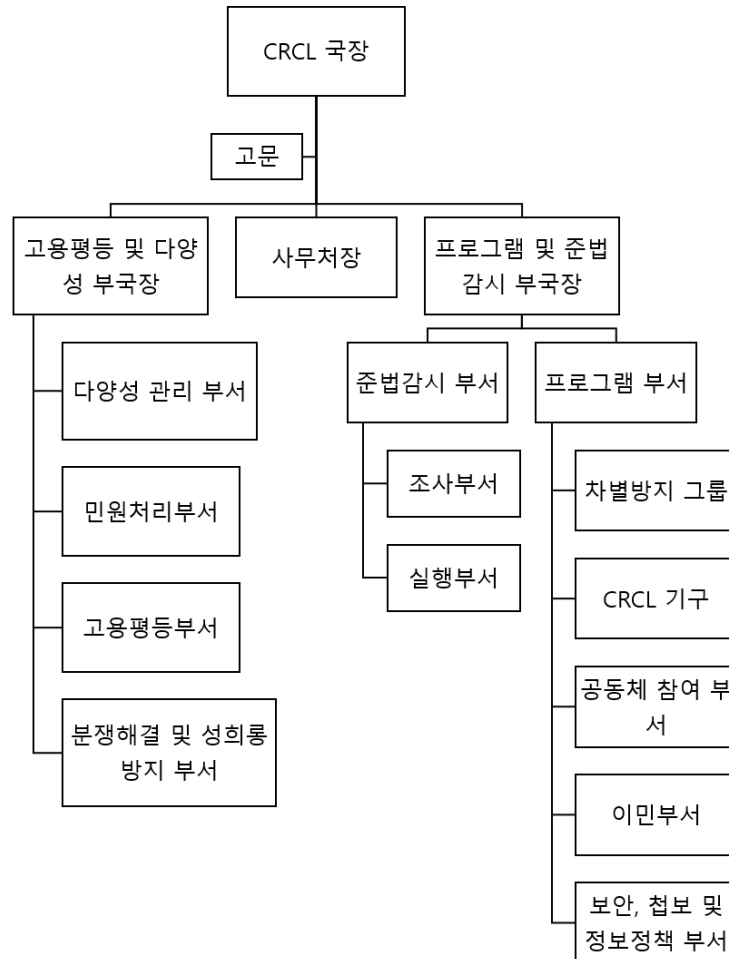 CRCL 국장
고문
고용평등 및 다양
성 부국장
사무처장
프로그램 및 준법
감시 부국장
다양성 관리 부서
민원처리부서
고용평등부서
분쟁해결 및 성희롱
방지 부서
준법감시 부서
조사부서
실행부서
프로그램 부서
차별방지 그룹
CRCL 기구
공동체 참여 부
서
이민부서
보안, 첩보 및
정보정책 부서